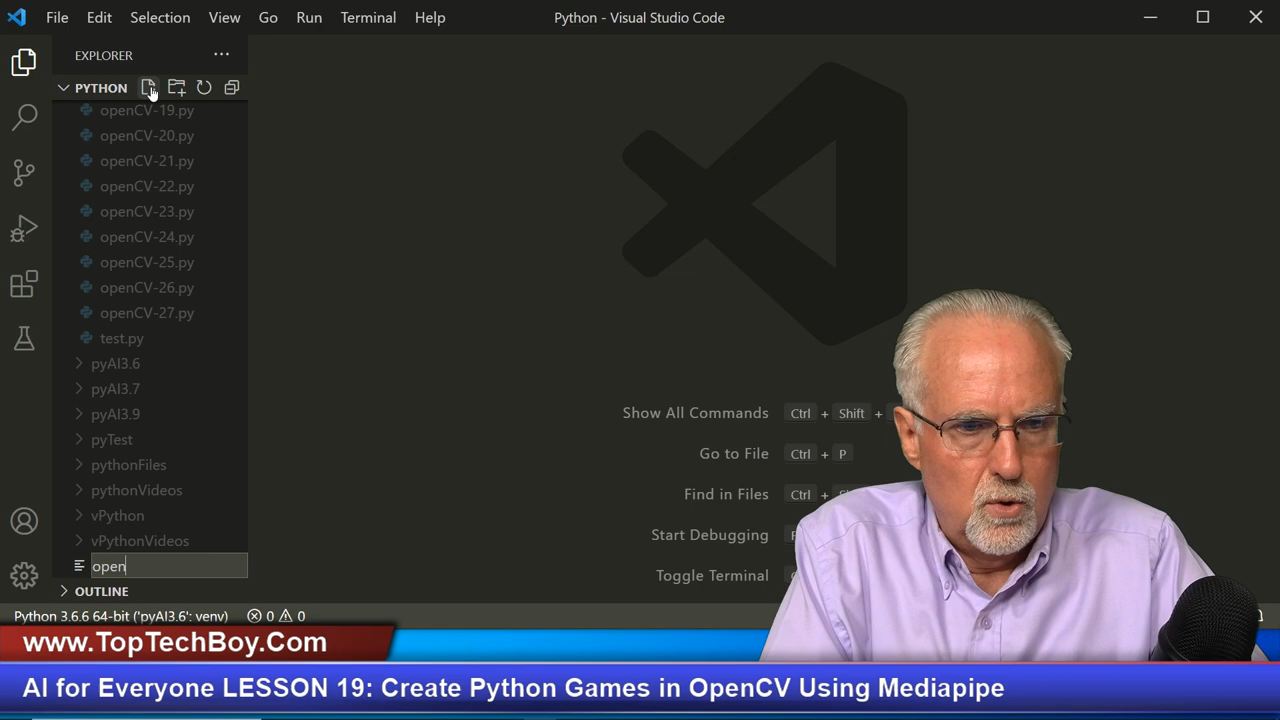 File Edit Selection View Go Run Terminal Help
Python - Visual Studio Code
EXPLORER
PYTHON
openCV-19.py
openCV-20.py
openCV-21.py
openCV-22.py
openCV-23.py
openCV-24.py
openCV-25.py
openCV-26.py
openCV-27.py
test.py
pyAI3.6
pyAI3.7
pyAI3.9
pyTest
pythonFiles
pythonVideos
vPython
vPythonVideos
open
OUTLINE
Show All Commands Ctrl + Shift +
Go to File Ctrl + P
Find in Files Ctrl +
Start Debugging
Toggle Terminal
Python 3.6.6 64-bit ('pyAI3.6': venv) 0 0
www.TopTechBoy.Com
AI for Everyone LESSON 19: Create Python Games in OpenCV Using Mediapipe